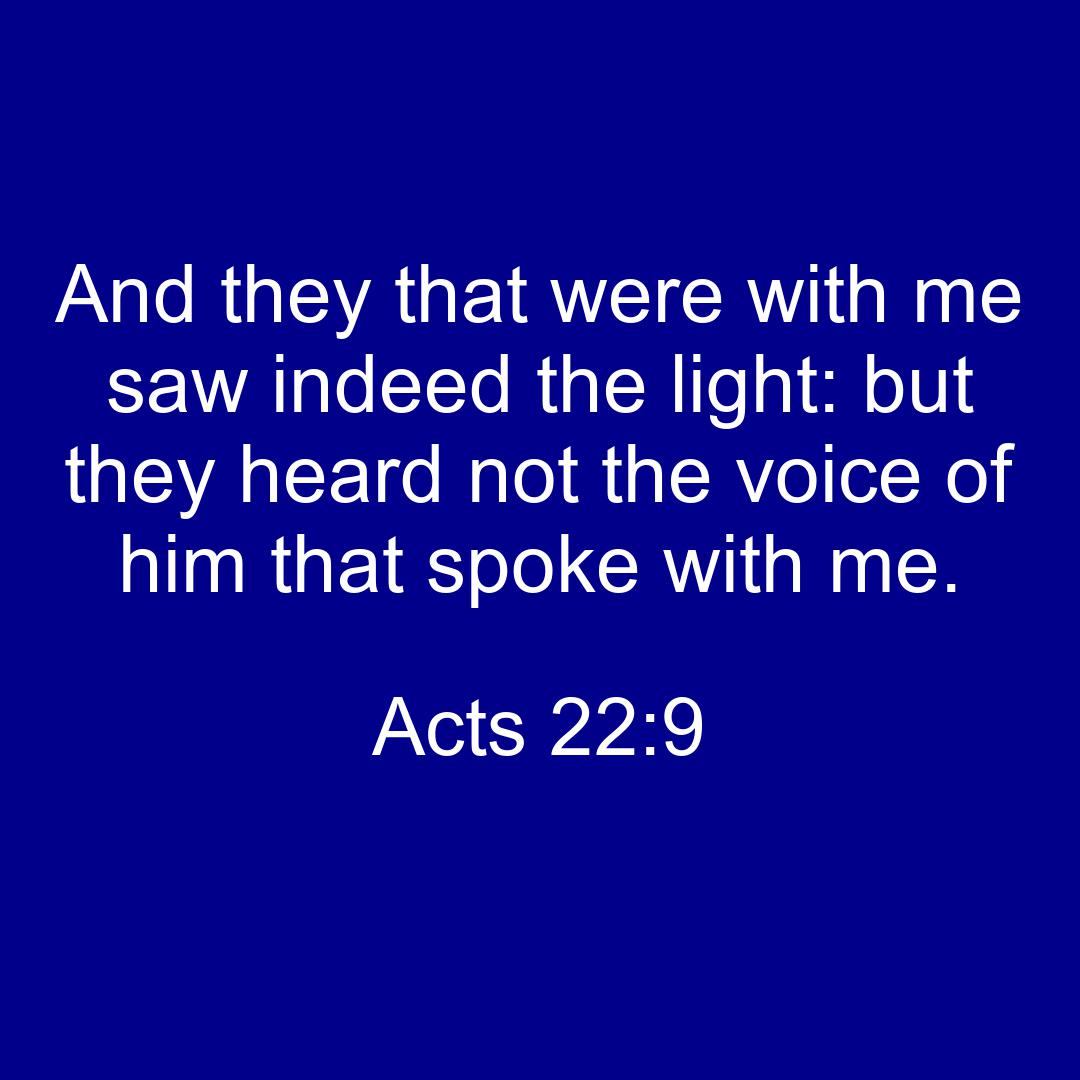 And they that were with me
saw indeed the light: but
they heard not the voice of
him that spoke with me.
Acts 22:9